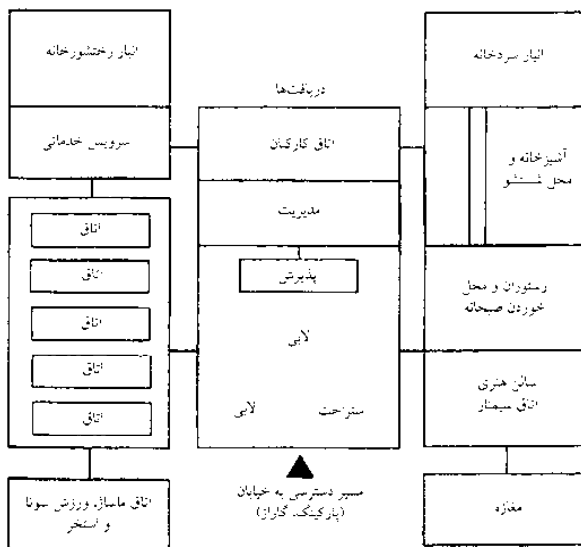 انبار سردخانه
آشپزخانه و
محل شستشو
رستوران و محل
خوردن صبحانه
سالن هنری
اتاق سیمنار
مغازه
دریافت‌ها
اتاق کارکنان
مدیریت
پذیرش
لابی
ستراحت
لابی
مسیر دسترسی به خیابان
(پارکینگ، گاراژ)
انبار رختشورخانه
سرویس خدماتی
اتاق
اتاق
اتاق
اتاق
اتاق
اتاق ماساژ، ورزش سونا
و استخر